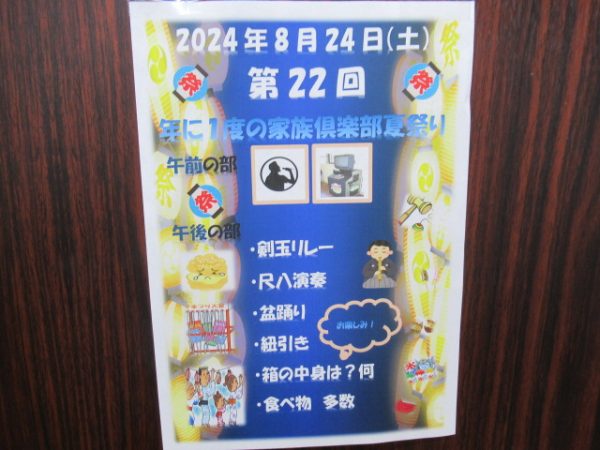 2024年8月24日(土)
第22回
祭
祭
年に1度の家族倶楽部夏祭り
午前の部
祭
午後の部
・剣玉リレー
・尺八演奏
・盆踊り
お楽しみ!
・紐引き
・箱の中身は?何
・食べ物 多数